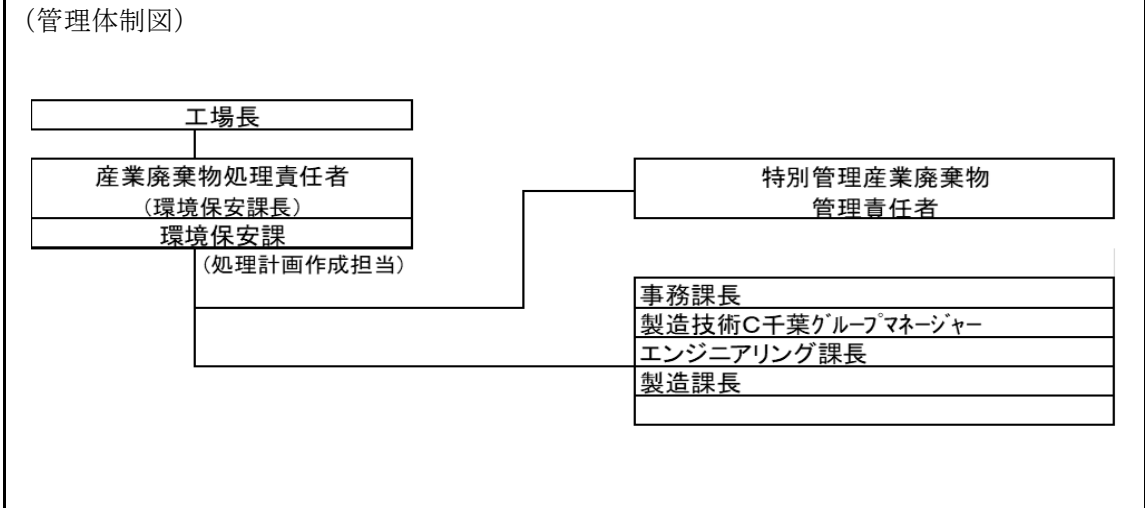 （管理体制図）
工場長
産業廃棄物処理責任者
（環境保安課長）
環境保安課
（処理計画作成担当）
特別管理産業廃棄物
管理責任者
事務課長
製造技術C千葉ｸﾞﾙｰﾌﾟﾏﾈｰｼﾞｬｰ
エンジニアリング課長
製造課長